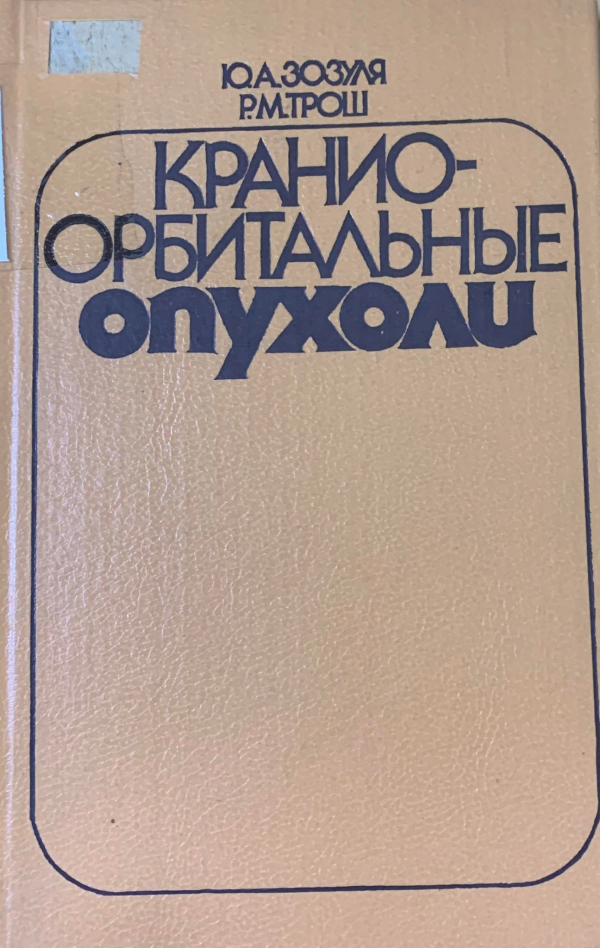 Ю.А.ЗОЗУЛЯ
Р.М.ТРОШ
КРАНИО-
ОРБИТАЛЬНЫЕ
ОПУХОЛИ